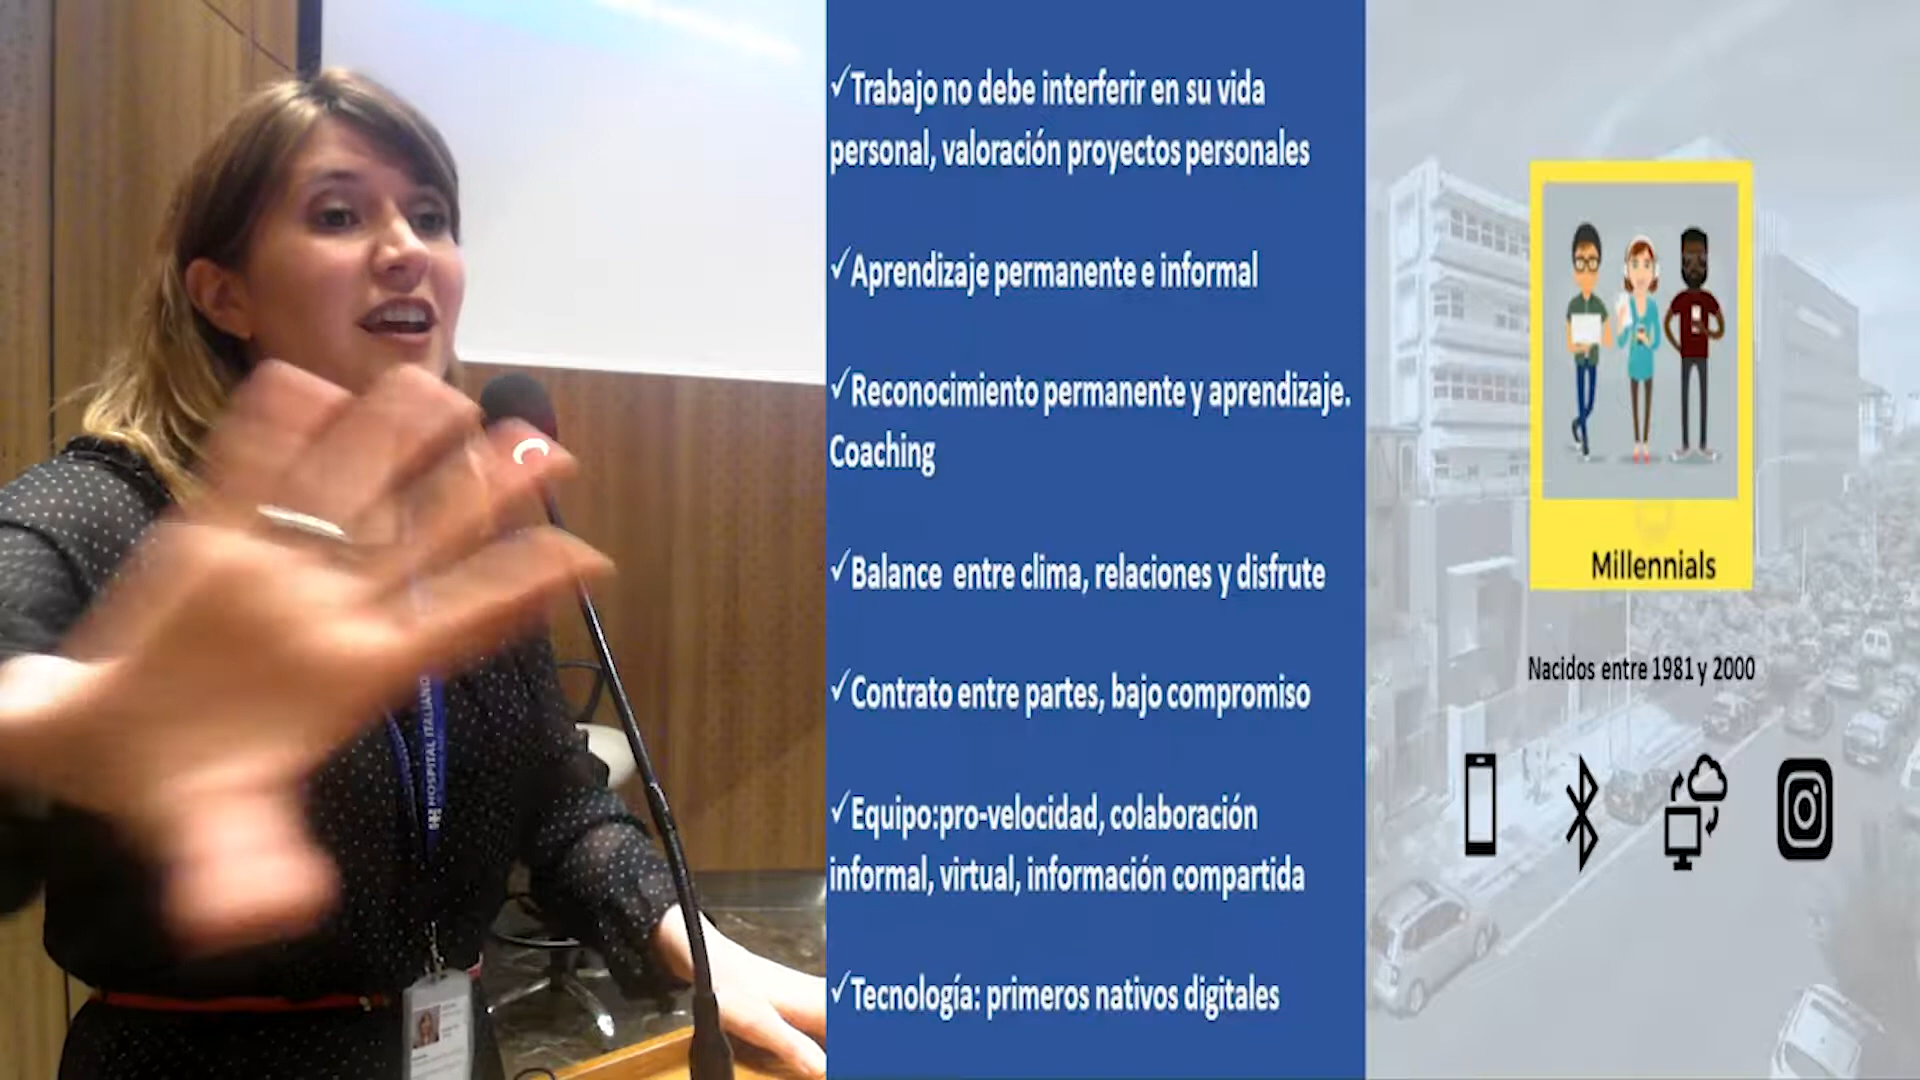 ✓Trabajo no debe interferir en su vida
personal, valoración proyectos personales
✓Aprendizaje permanente e informal
✓Reconocimiento permanente y aprendizaje.
Coaching
✓Balance entre clima, relaciones y disfrute
✓Contrato entre partes, bajo compromiso
✓Equipo:pro-velocidad, colaboración
informal, virtual, información compartida
✓Tecnología: primeros nativos digitales
Millennials
Nacidos entre 1981 y 2000
HOSPITAL ITALIANO